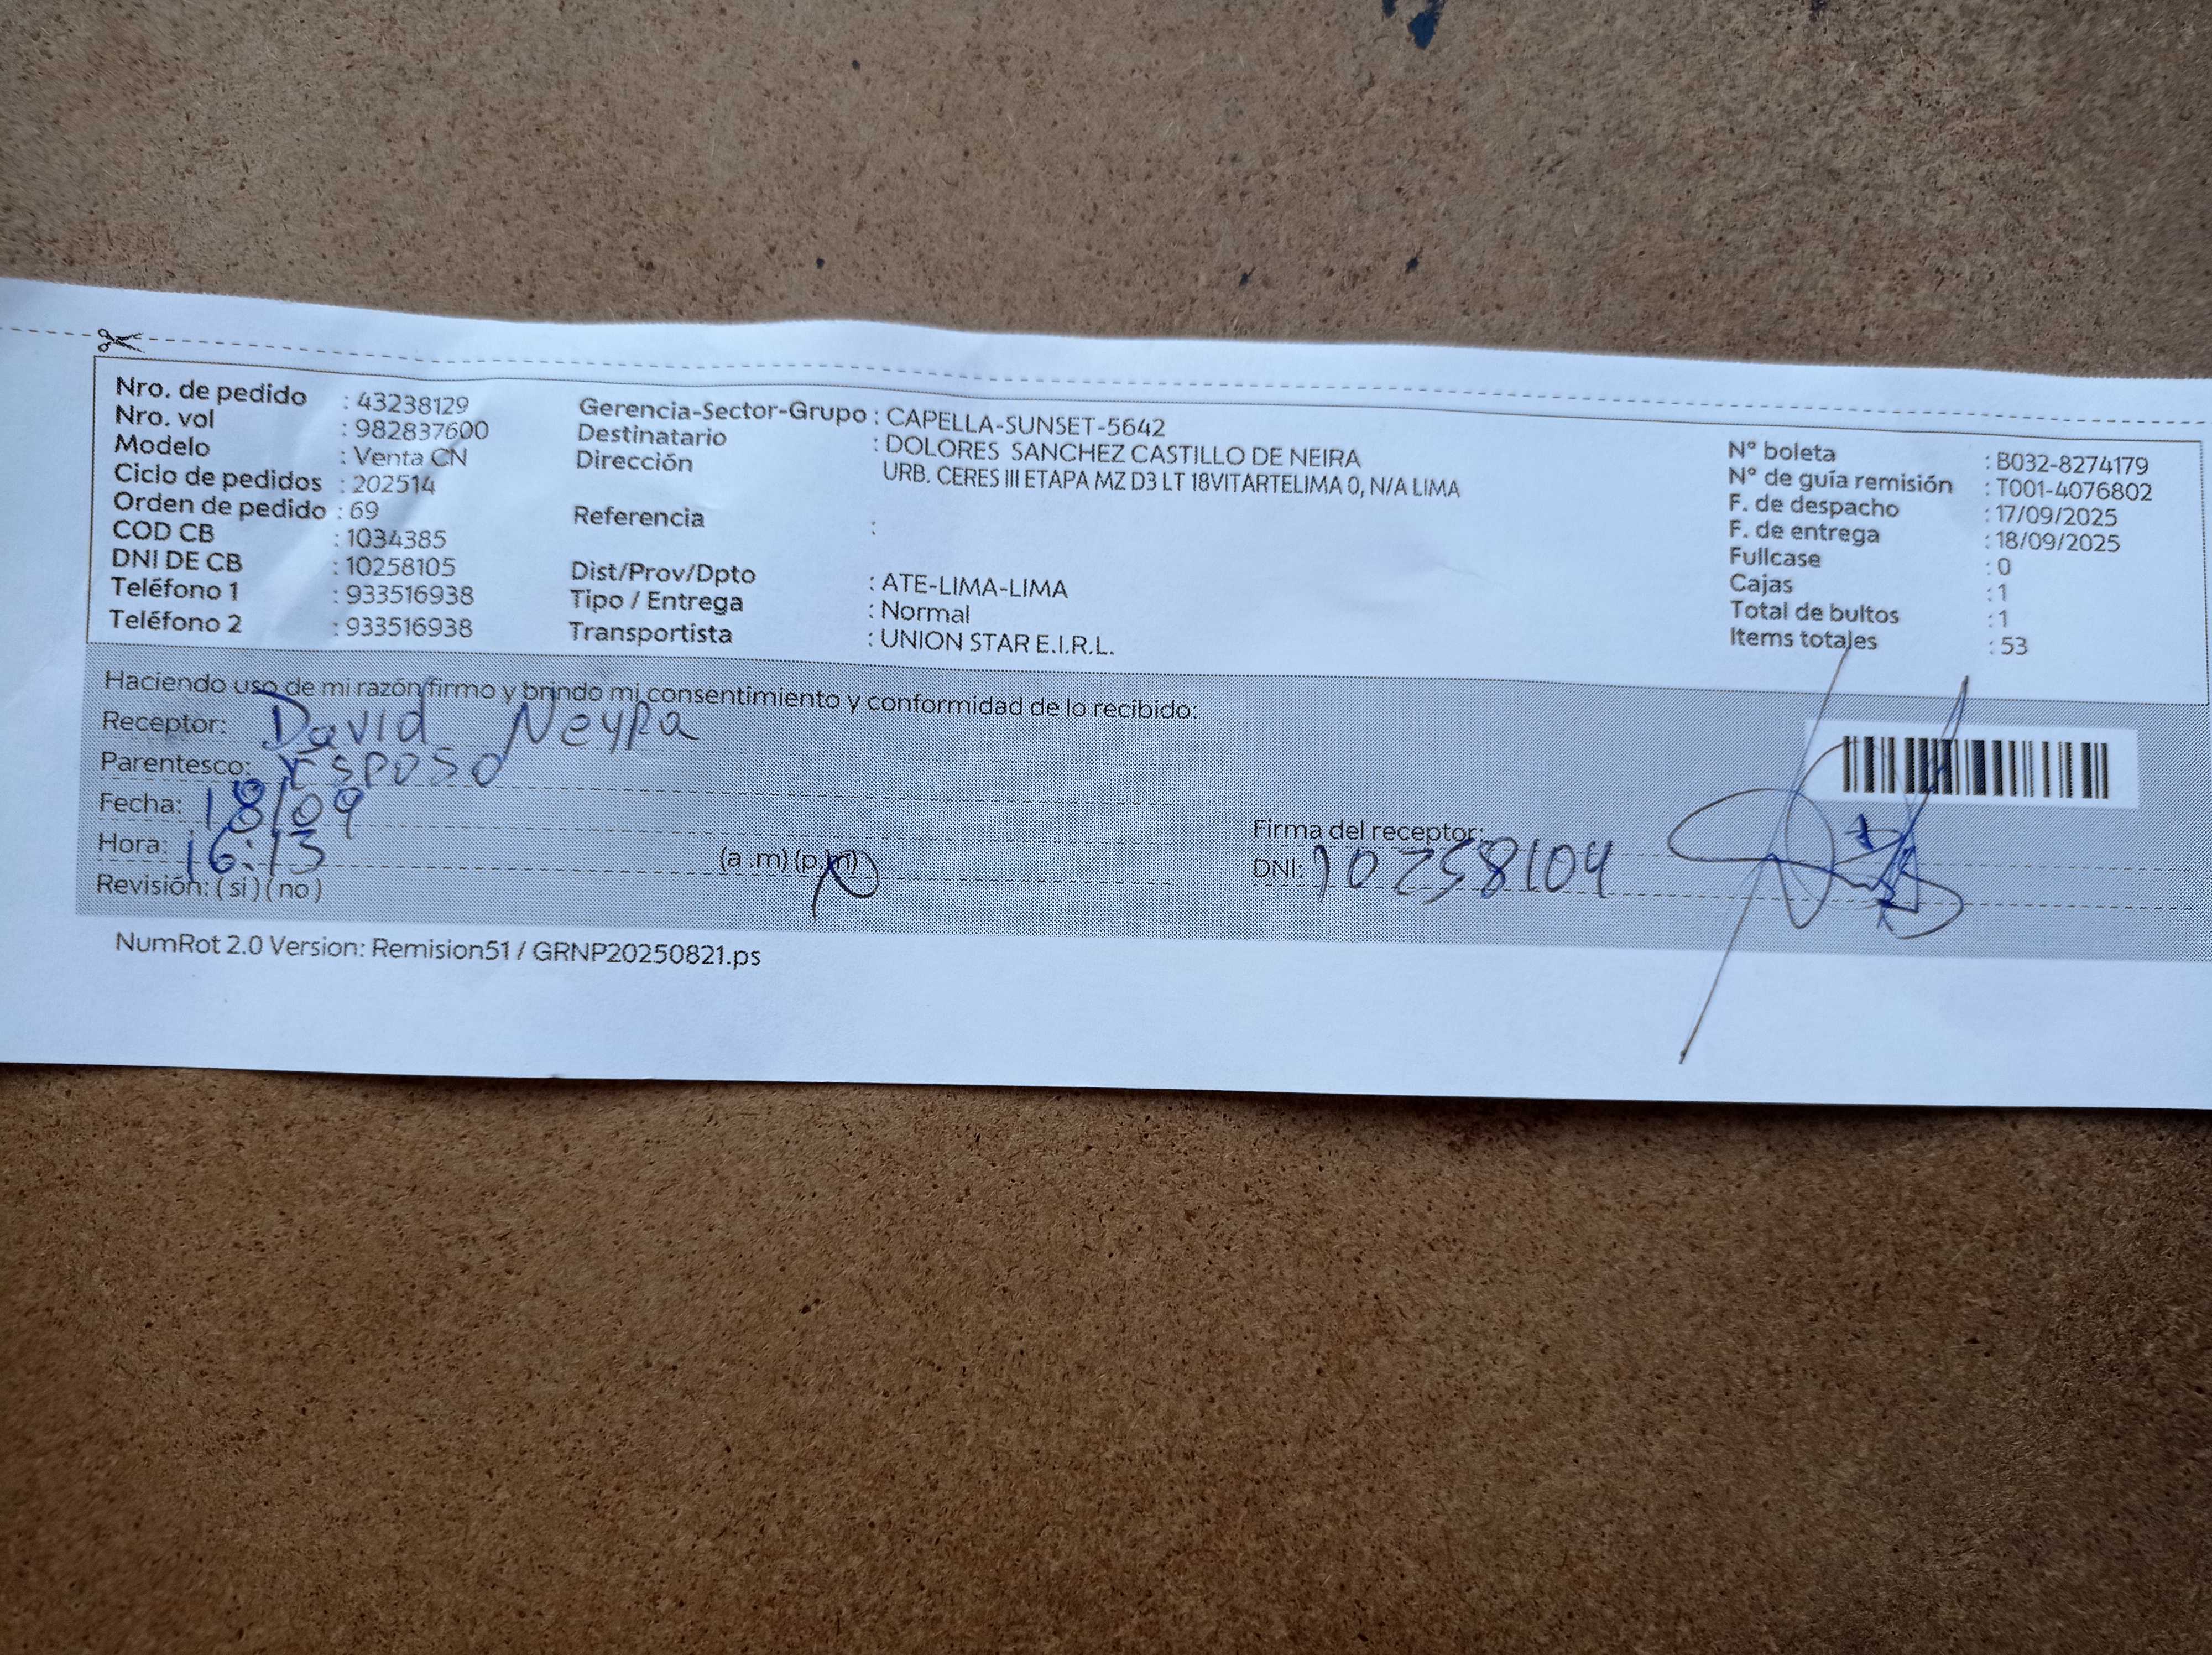 Nro. de pedido : 43238129
Nro. vol : 982837600
Modelo : Venta CN
Ciclo de pedidos : 202514
Orden de pedido : 69
COD CB : 1034385
DNI DE CB : 10258105
Teléfono 1 : 933516938
Teléfono 2 : 933516938
Gerencia-Sector-Grupo : CAPELLA-SUNSET-5642
Destinatario : DOLORES SANCHEZ CASTILLO DE NEIRA
Dirección URB. CERES III ETAPA MZ D3 LT 18VITARTELIMA 0, N/A LIMA
Referencia :
Dist/Prov/Dpto : ATE-LIMA-LIMA
Tipo / Entrega : Normal
Transportista : UNION STAR E.I.R.L.
N° boleta : B032-8274179
N° de guía remisión : T001-4076802
F. de despacho : 17/09/2025
F. de entrega : 18/09/2025
Fullcase : 0
Cajas : 1
Total de bultos : 1
Items totales : 53
Haciendo uso de mi razón firmo y brindo mi consentimiento y conformidad de lo recibido:
Receptor: David Neyra
Parentesco: Esposo
Fecha: 18/09
Hora: 16:13 (a .m) (p.m)
Revisión: ( si ) ( no )
Firma del receptor:
DNI: 10258104
NumRot 2.0 Version: Remision51 / GRNP20250821.ps